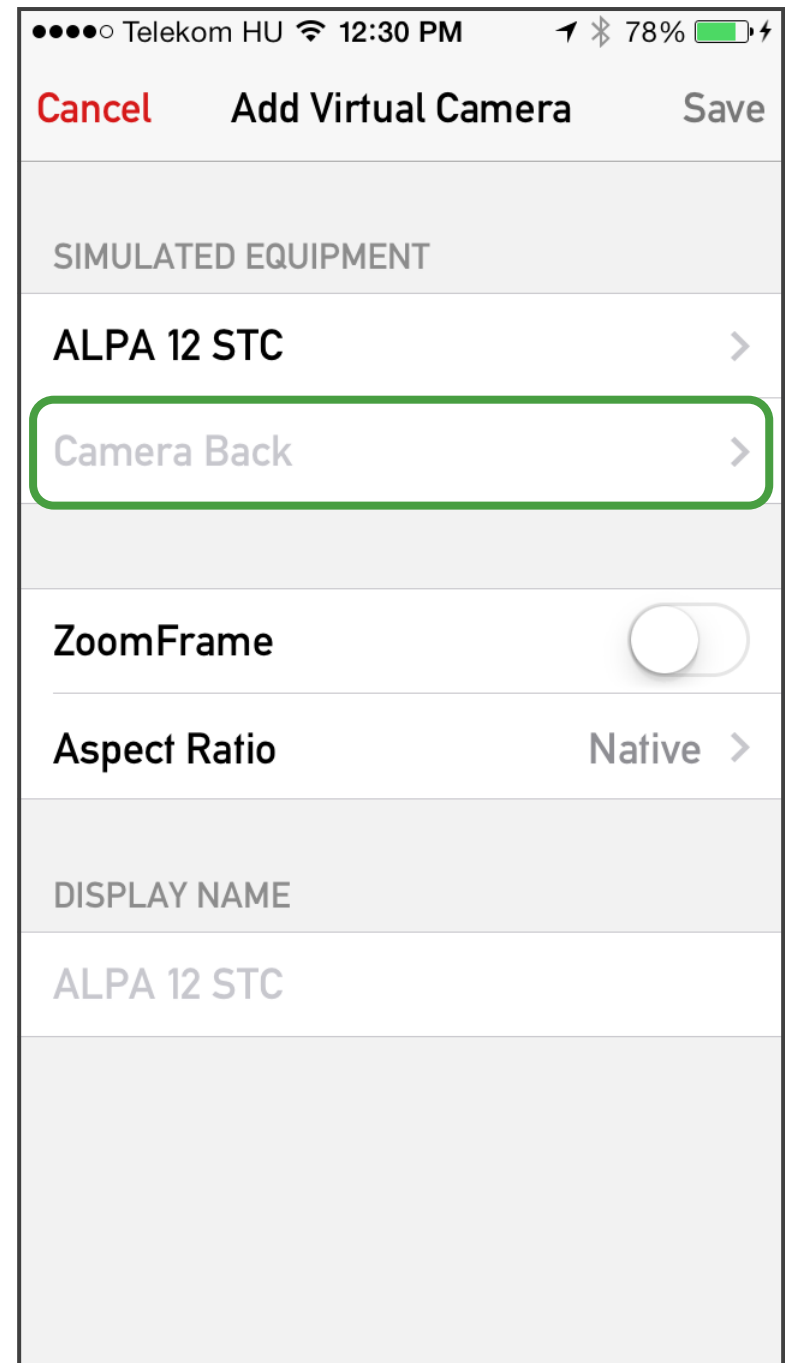 Telekom HU 12:30 PM 78%
Cancel Add Virtual Camera Save
SIMULATED EQUIPMENT
ALPA 12 STC
Camera Back
ZoomFrame
Aspect Ratio Native
DISPLAY NAME
ALPA 12 STC